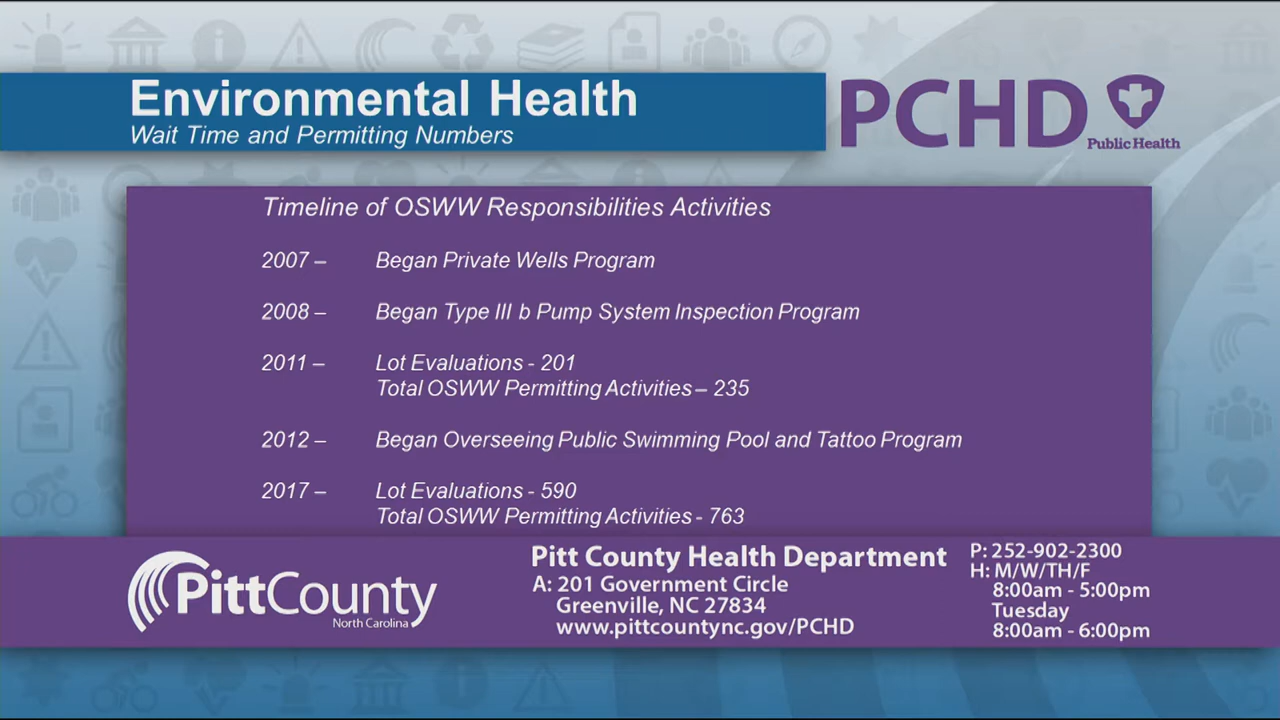 Environmental Health
Wait Time and Permitting Numbers
PCHD
Public Health
Timeline of OSWW Responsibilities Activities
2007 – Began Private Wells Program
2008 – Began Type III b Pump System Inspection Program
2011 – Lot Evaluations - 201
Total OSWW Permitting Activities – 235
2012 – Began Overseeing Public Swimming Pool and Tattoo Program
2017 – Lot Evaluations - 590
Total OSWW Permitting Activities - 763
PittCounty
North Carolina
Pitt County Health Department
A: 201 Government Circle
Greenville, NC 27834
www.pittcountync.gov/PCHD
P: 252-902-2300
H: M/W/TH/F
8:00am - 5:00pm
Tuesday
8:00am - 6:00pm